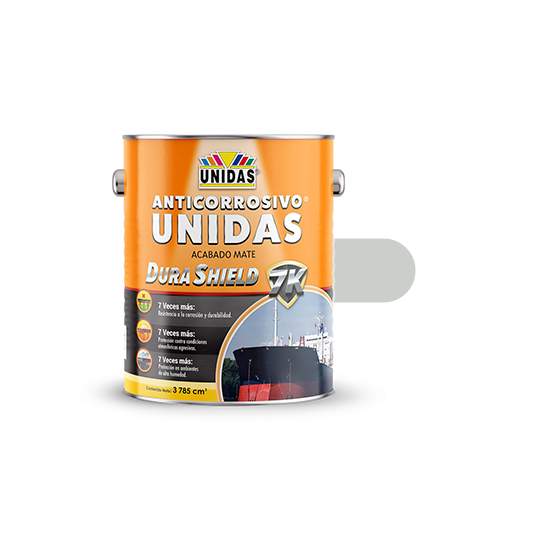 UNIDAS®
ANTICORROSIVO®
UNIDAS
ACABADO MATE
DURA SHIELD 7K
7 Veces más:
Resistencia a la corrosión y durabilidad.
7 Veces más:
Protección contra condiciones
atmosféricas agresivas.
7 Veces más:
Protección en ambientes
de alta humedad.
Contenido Neto: 3 785 cm³